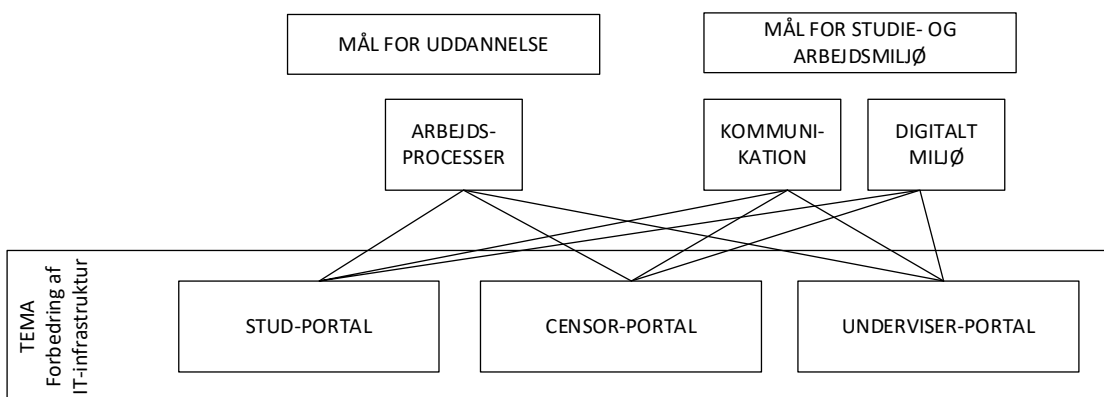 MÅL FOR UDDANNELSE
MÅL FOR STUDIE- OG
ARBEJDSMILJØ
ARBEJDS-
PROCESSER
KOMMUNI-
KATION
DIGITALT
MILJØ
TEMA
Forbedring af
IT-infrastruktur
STUD-PORTAL
CENSOR-PORTAL
UNDERVISER-PORTAL